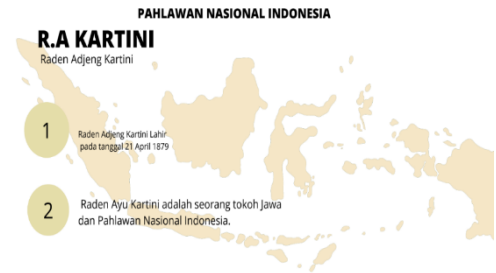 PAHLAWAN NASIONAL INDONESIA
R.A KARTINI
Raden Adjeng Kartini
1
Raden Adjeng Kartini Lahir
pada tanggal 21 April 1879
2
Raden Ayu Kartini adalah seorang tokoh Jawa
dan Pahlawan Nasional Indonesia.